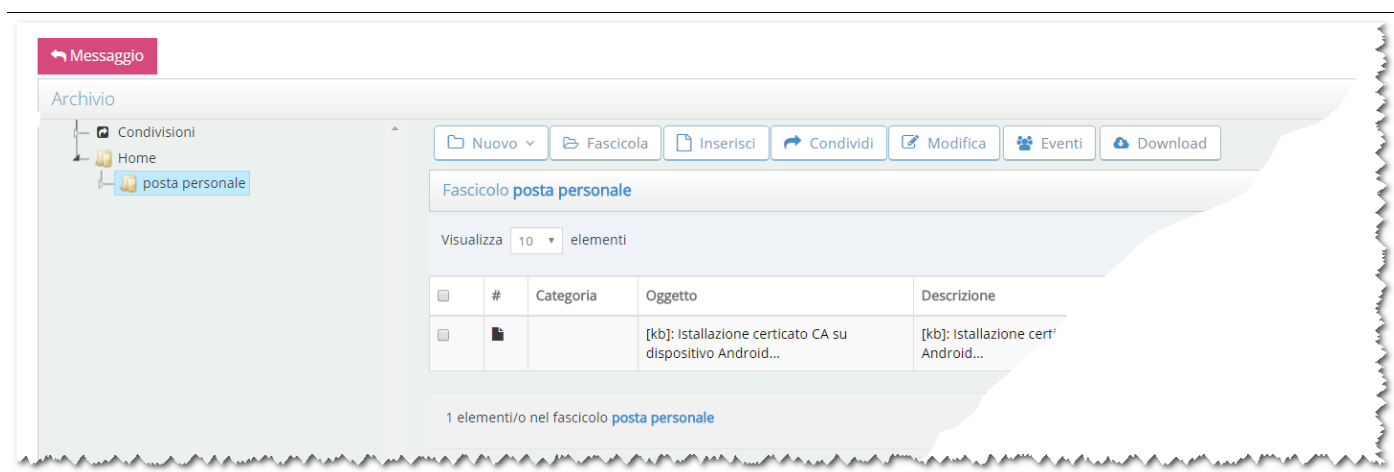 Messaggio
Archivio
Condivisioni
Home
posta personale
Nuovo Fascicola Inserisci Condividi Modifica Eventi Download
Fascicolo posta personale
Visualizza 10 elementi
# Categoria Oggetto Descrizione
[kb]: Istallazione certicato CA su [kb]: Istallazione
dispositivo Android... Android...
1 elementi/o nel fascicolo posta personale